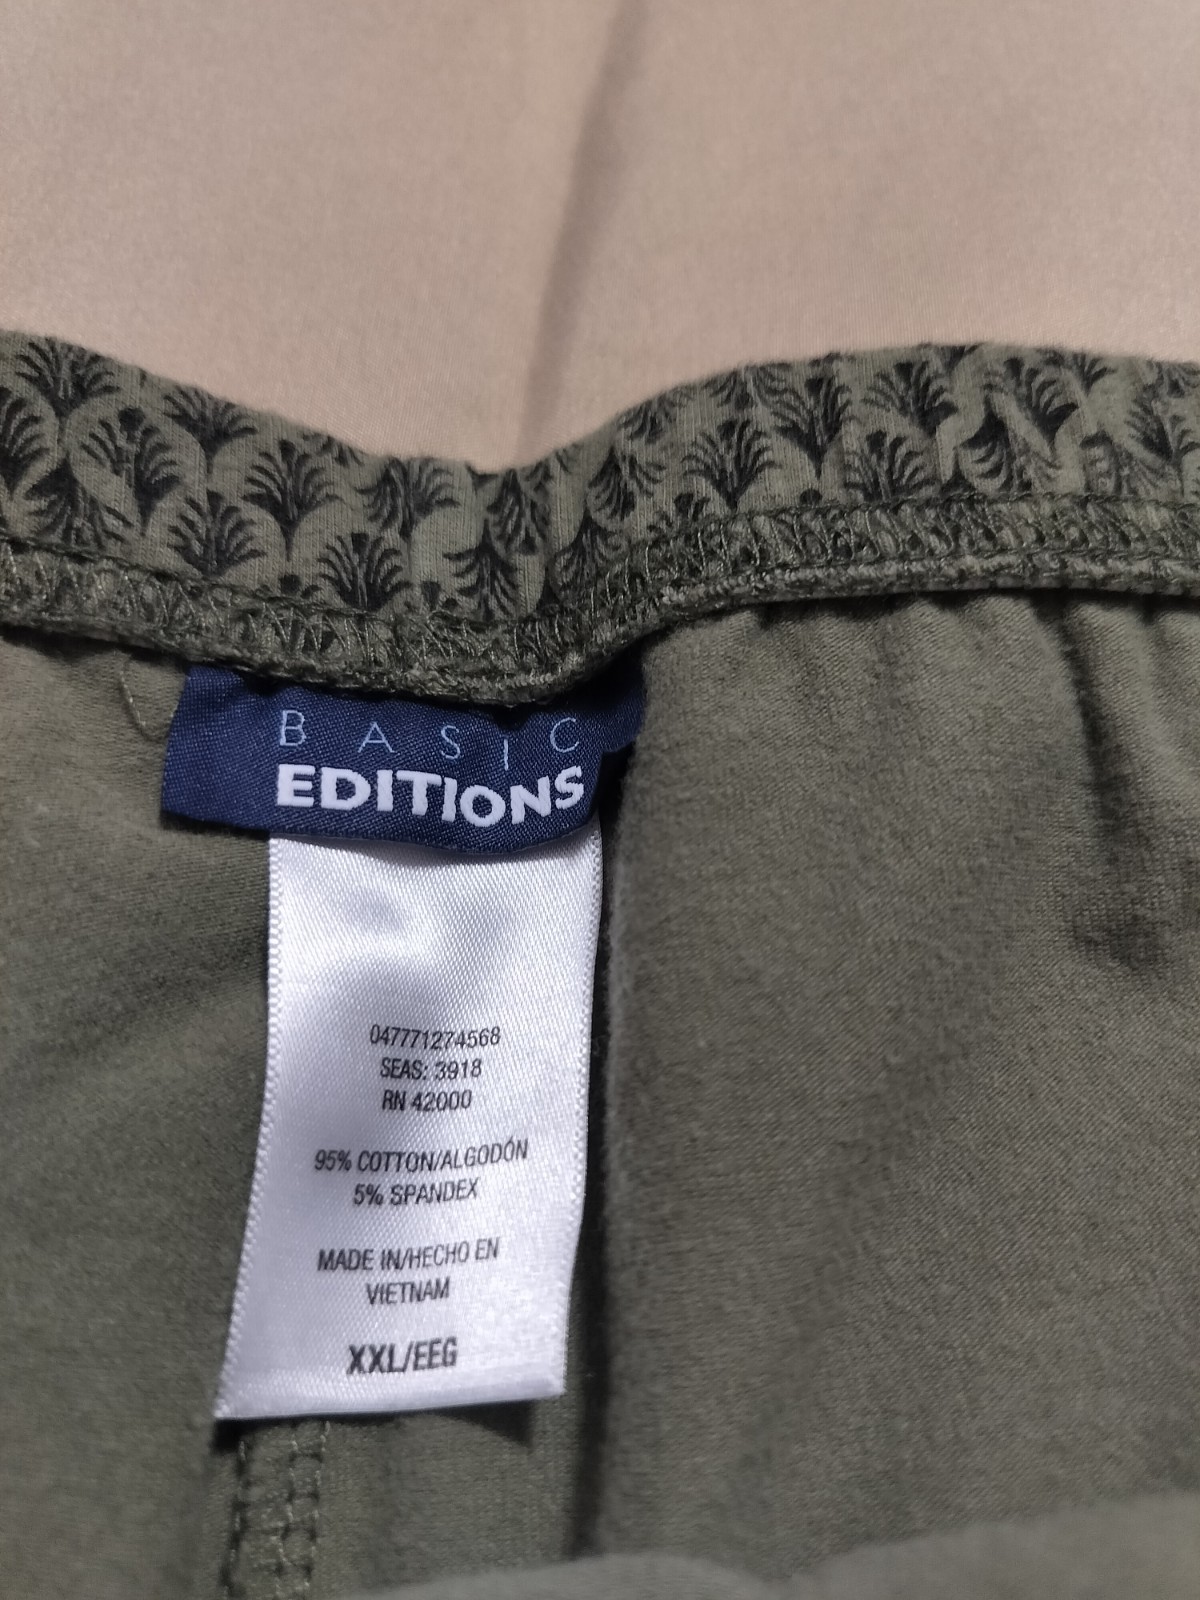 BASIC
EDITIONS
047771274568
SEAS: 3918
RN 42000
95% COTTON/ALGODÓN
5% SPANDEX
MADE IN/HECHO EN
VIETNAM
XXL/EEG